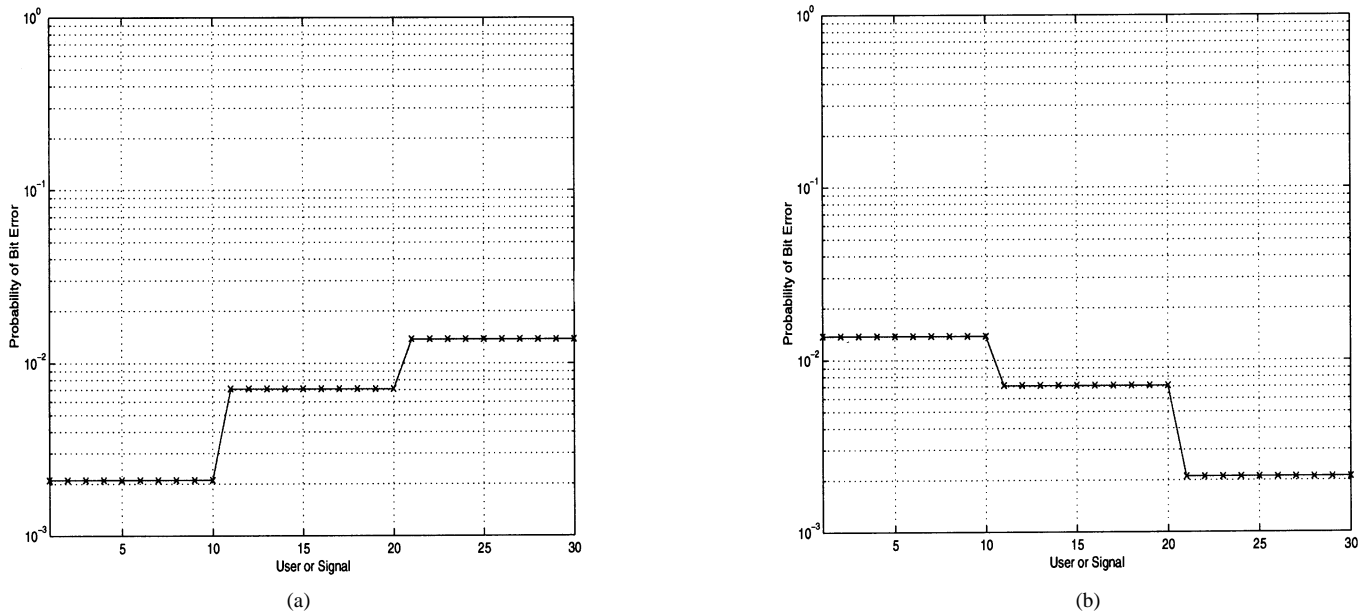 10^0
10^-1
10^-2
10^-3
Probability of Bit Error
5 10 15 20 25 30
User or Signal
(a)
10^0
10^-1
10^-2
10^-3
Probability of Bit Error
5 10 15 20 25 30
User or Signal
(b)